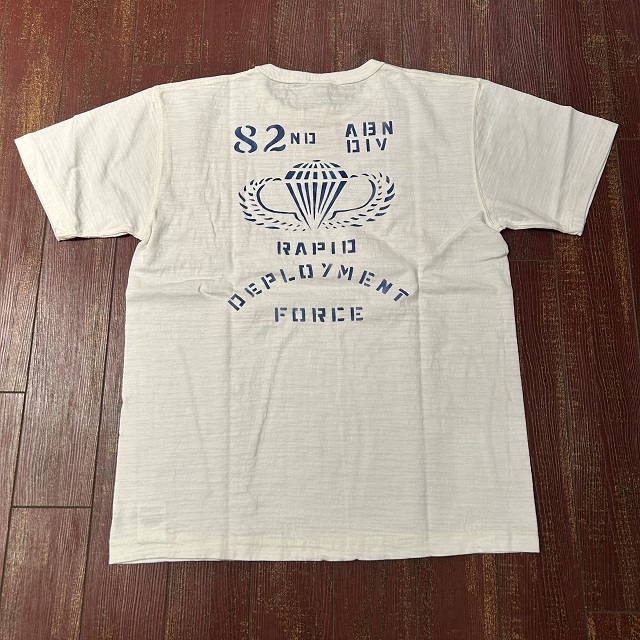 82ND ABN DIV
RAPID
DEPLOYMENT
FORCE